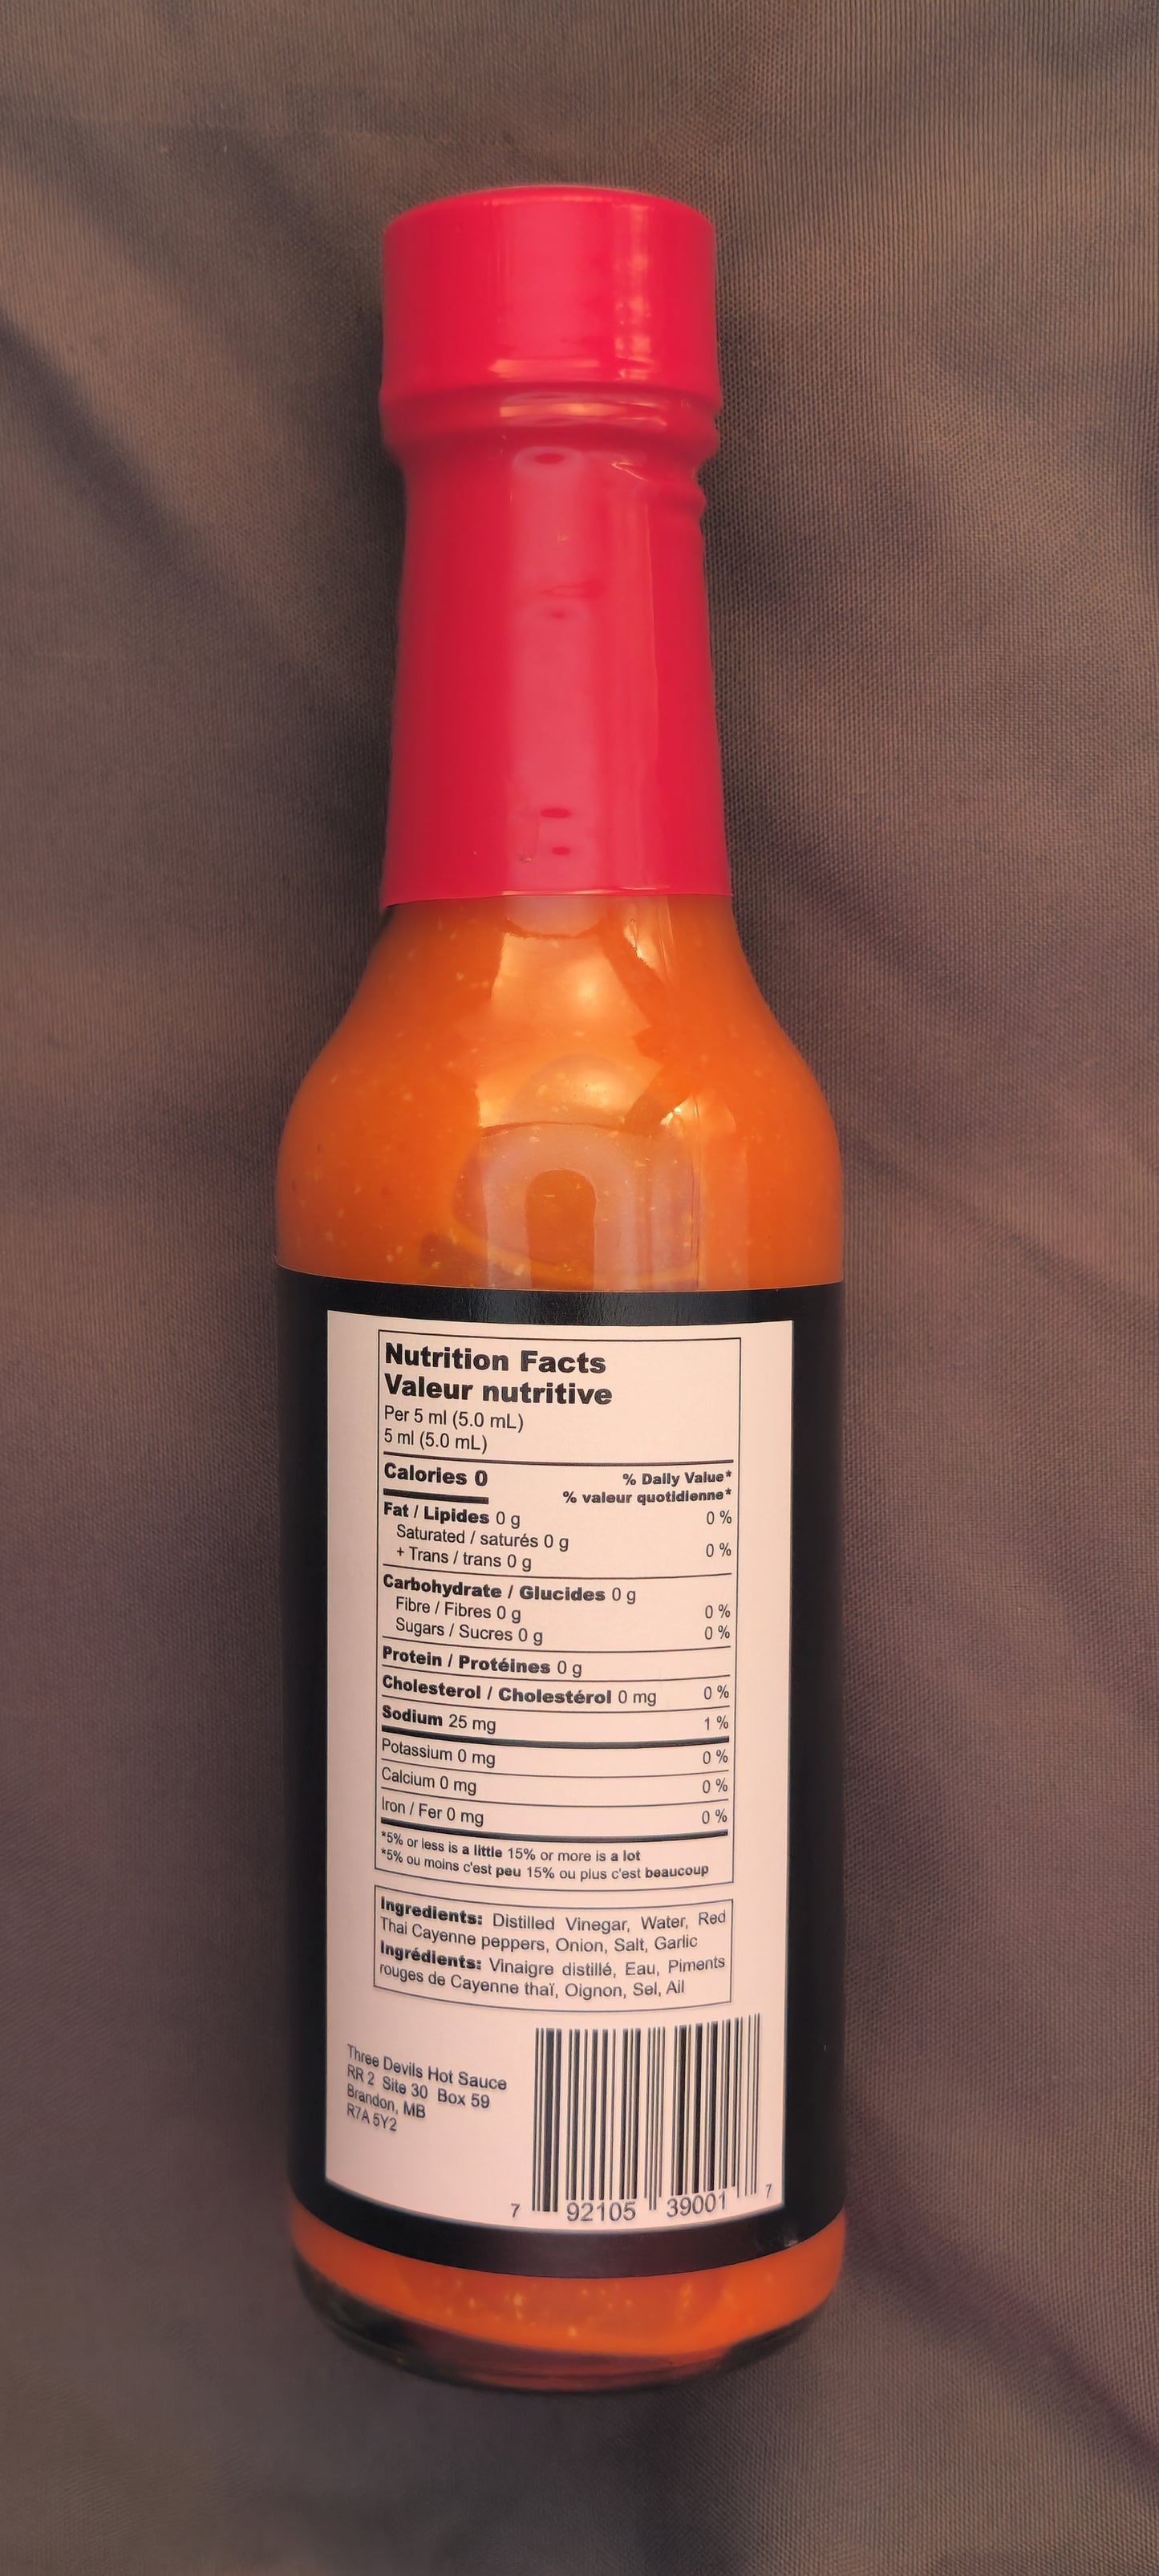 Nutrition Facts
Valeur nutritive
Per 5 ml (5.0 mL)
5 ml (5.0 mL)
Calories 0
% Daily Value*
% valeur quotidienne*
Fat / Lipides 0 g 0 %
Saturated / saturés 0 g
+ Trans / trans 0 g 0 %
Carbohydrate / Glucides 0 g
Fibre / Fibres 0 g 0 %
Sugars / Sucres 0 g 0 %
Protein / Protéines 0 g
Cholesterol / Cholestérol 0 mg 0 %
Sodium 25 mg 1 %
Potassium 0 mg 0 %
Calcium 0 mg 0 %
Iron / Fer 0 mg 0 %
*5% or less is a little 15% or more is a lot
*5% ou moins c'est peu 15% ou plus c'est beaucoup
Ingredients: Distilled Vinegar, Water, Red
Thai Cayenne peppers, Onion, Salt, Garlic
Ingrédients: Vinaigre distillé, Eau, Piments
rouges de Cayenne thaï, Oignon, Sel, Ail
Three Devils Hot Sauce
RR 2 Site 30 Box 59
Brandon, MB
R7A 5Y2
7 92105 39001 7